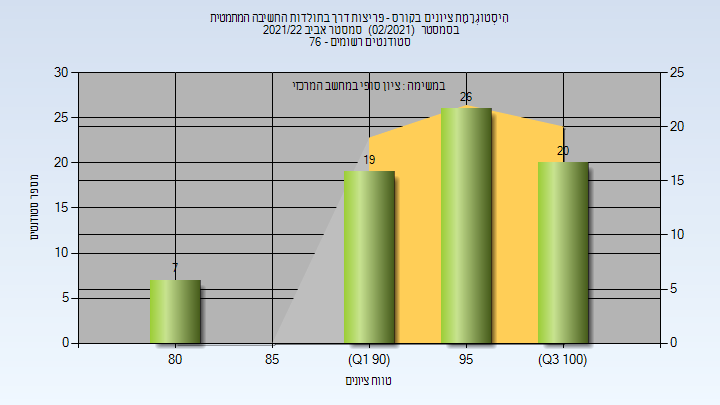 הִיסְטוֹגְרָמַת ציונים בקורס - פריצות דרך בתולדות החשיבה המתמטית
בסמסטר (02/2021) סמסטר אביב 2021/22
סטודנטים רשומים - 76
במשימה : ציון סופי במחשב המרכזי
30
25
20
15
10
5
0
25
20
15
10
5
0
מספר סטודנטים
7
19
26
20
80
85
(Q1 90)
95
(Q3 100)
טווח ציונים